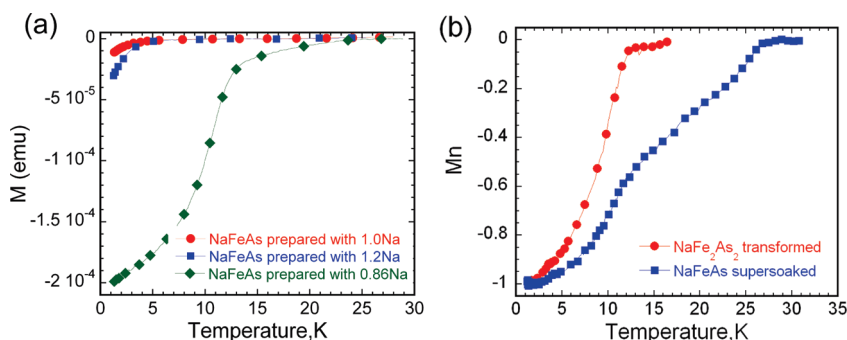 (a)
0
-5 10⁻⁵
-1 10⁻⁴
-1.5 10⁻⁴
-2 10⁻⁴
M (emu)
NaFeAs prepared with 1.0Na
NaFeAs prepared with 1.2Na
NaFeAs prepared with 0.86Na
0 5 10 15 20 25 30
Temperature,K
(b)
0
-0.2
-0.4
-0.6
-0.8
-1
Mn
NaFe₂As₂ transformed
NaFeAs supersoaked
0 5 10 15 20 25 30 35
Temperature,K